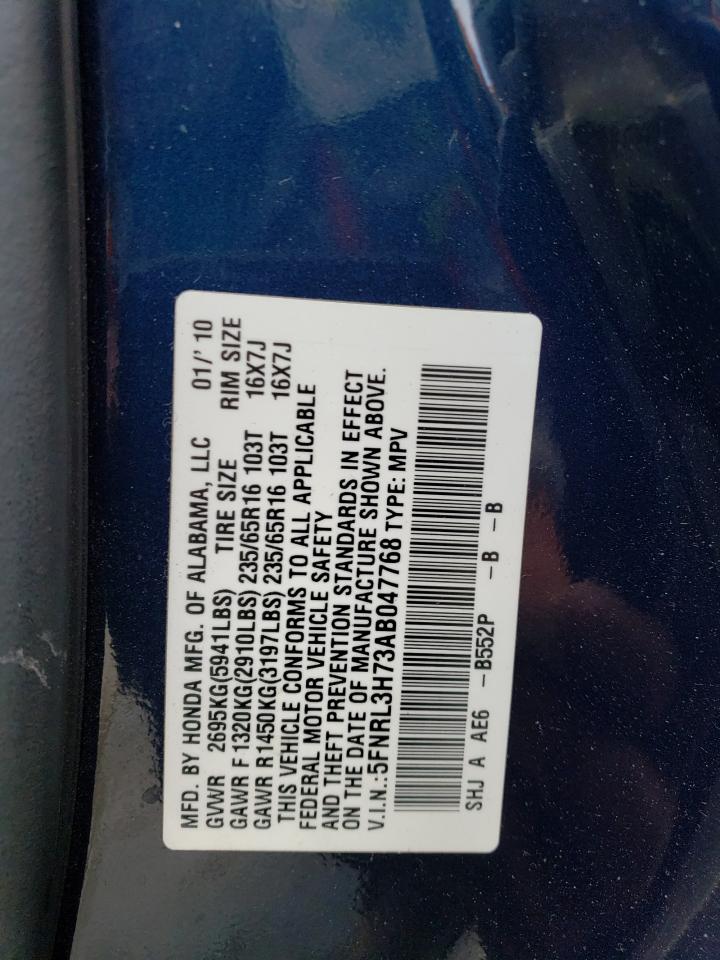 MFD. BY HONDA MFG. OF ALABAMA, LLC 01/' 10
GVWR 2695KG(5941LBS) TIRE SIZE RIM SIZE
GAWR F 1320KG(2910LBS) 235/65R16 103T 16X7J
GAWR R1450KG(3197LBS) 235/65R16 103T 16X7J
THIS VEHICLE CONFORMS TO ALL APPLICABLE
FEDERAL MOTOR VEHICLE SAFETY
AND THEFT PREVENTION STANDARDS IN EFFECT
ON THE DATE OF MANUFACTURE SHOWN ABOVE.
V.I.N.: 5FNRL3H73AB047768 TYPE: MPV
SHJ A AE6 -B552P -B -B